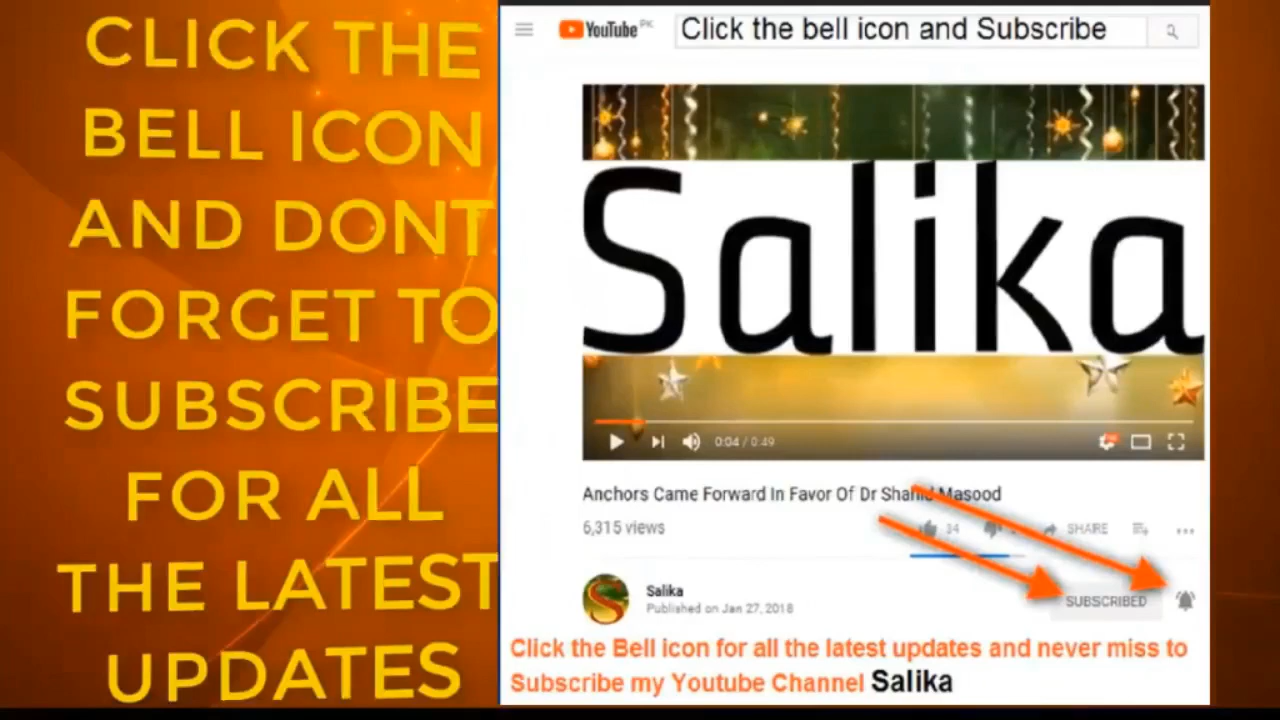 CLICK THE
BELL ICON
AND DONT
FORGET TO
SUBSCRIBE
FOR ALL
THE LATEST
UPDATES
YouTube PK
Click the bell icon and Subscribe
Salika
0:04 / 0:49
Anchors Came Forward In Favor Of Dr Shahid Masood
6,315 views
34
SHARE
Salika
Published on Jan 27, 2018
SUBSCRIBED
Click the Bell icon for all the latest updates and never miss to
Subscribe my Youtube Channel Salika